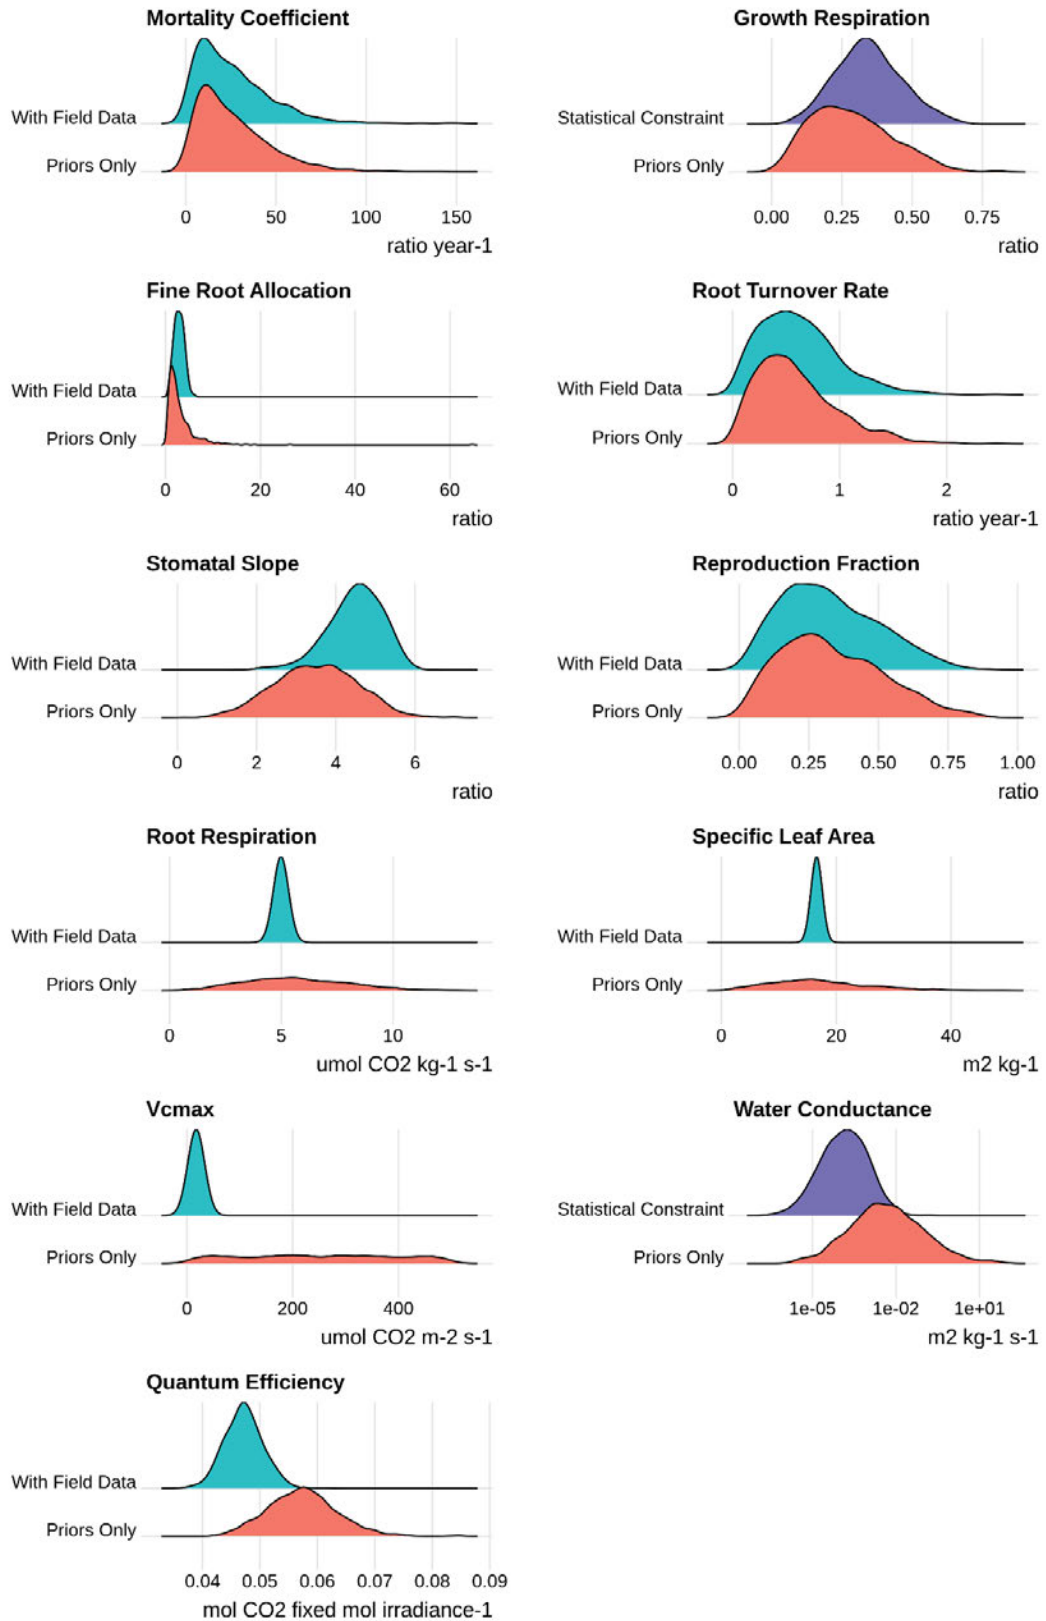 Mortality Coefficient
With Field Data
Priors Only
0 50 100 150
ratio year-1
Growth Respiration
Statistical Constraint
Priors Only
0.00 0.25 0.50 0.75
ratio
Fine Root Allocation
With Field Data
Priors Only
0 20 40 60
ratio
Root Turnover Rate
With Field Data
Priors Only
0 1 2
ratio year-1
Stomatal Slope
With Field Data
Priors Only
0 2 4 6
ratio
Reproduction Fraction
With Field Data
Priors Only
0.00 0.25 0.50 0.75 1.00
ratio
Root Respiration
With Field Data
Priors Only
0 5 10
umol CO2 kg-1 s-1
Specific Leaf Area
With Field Data
Priors Only
0 20 40
m2 kg-1
Vcmax
With Field Data
Priors Only
0 200 400
umol CO2 m-2 s-1
Water Conductance
Statistical Constraint
Priors Only
1e-05 1e-02 1e+01
m2 kg-1 s-1
Quantum Efficiency
With Field Data
Priors Only
0.04 0.05 0.06 0.07 0.08 0.09
mol CO2 fixed mol irradiance-1